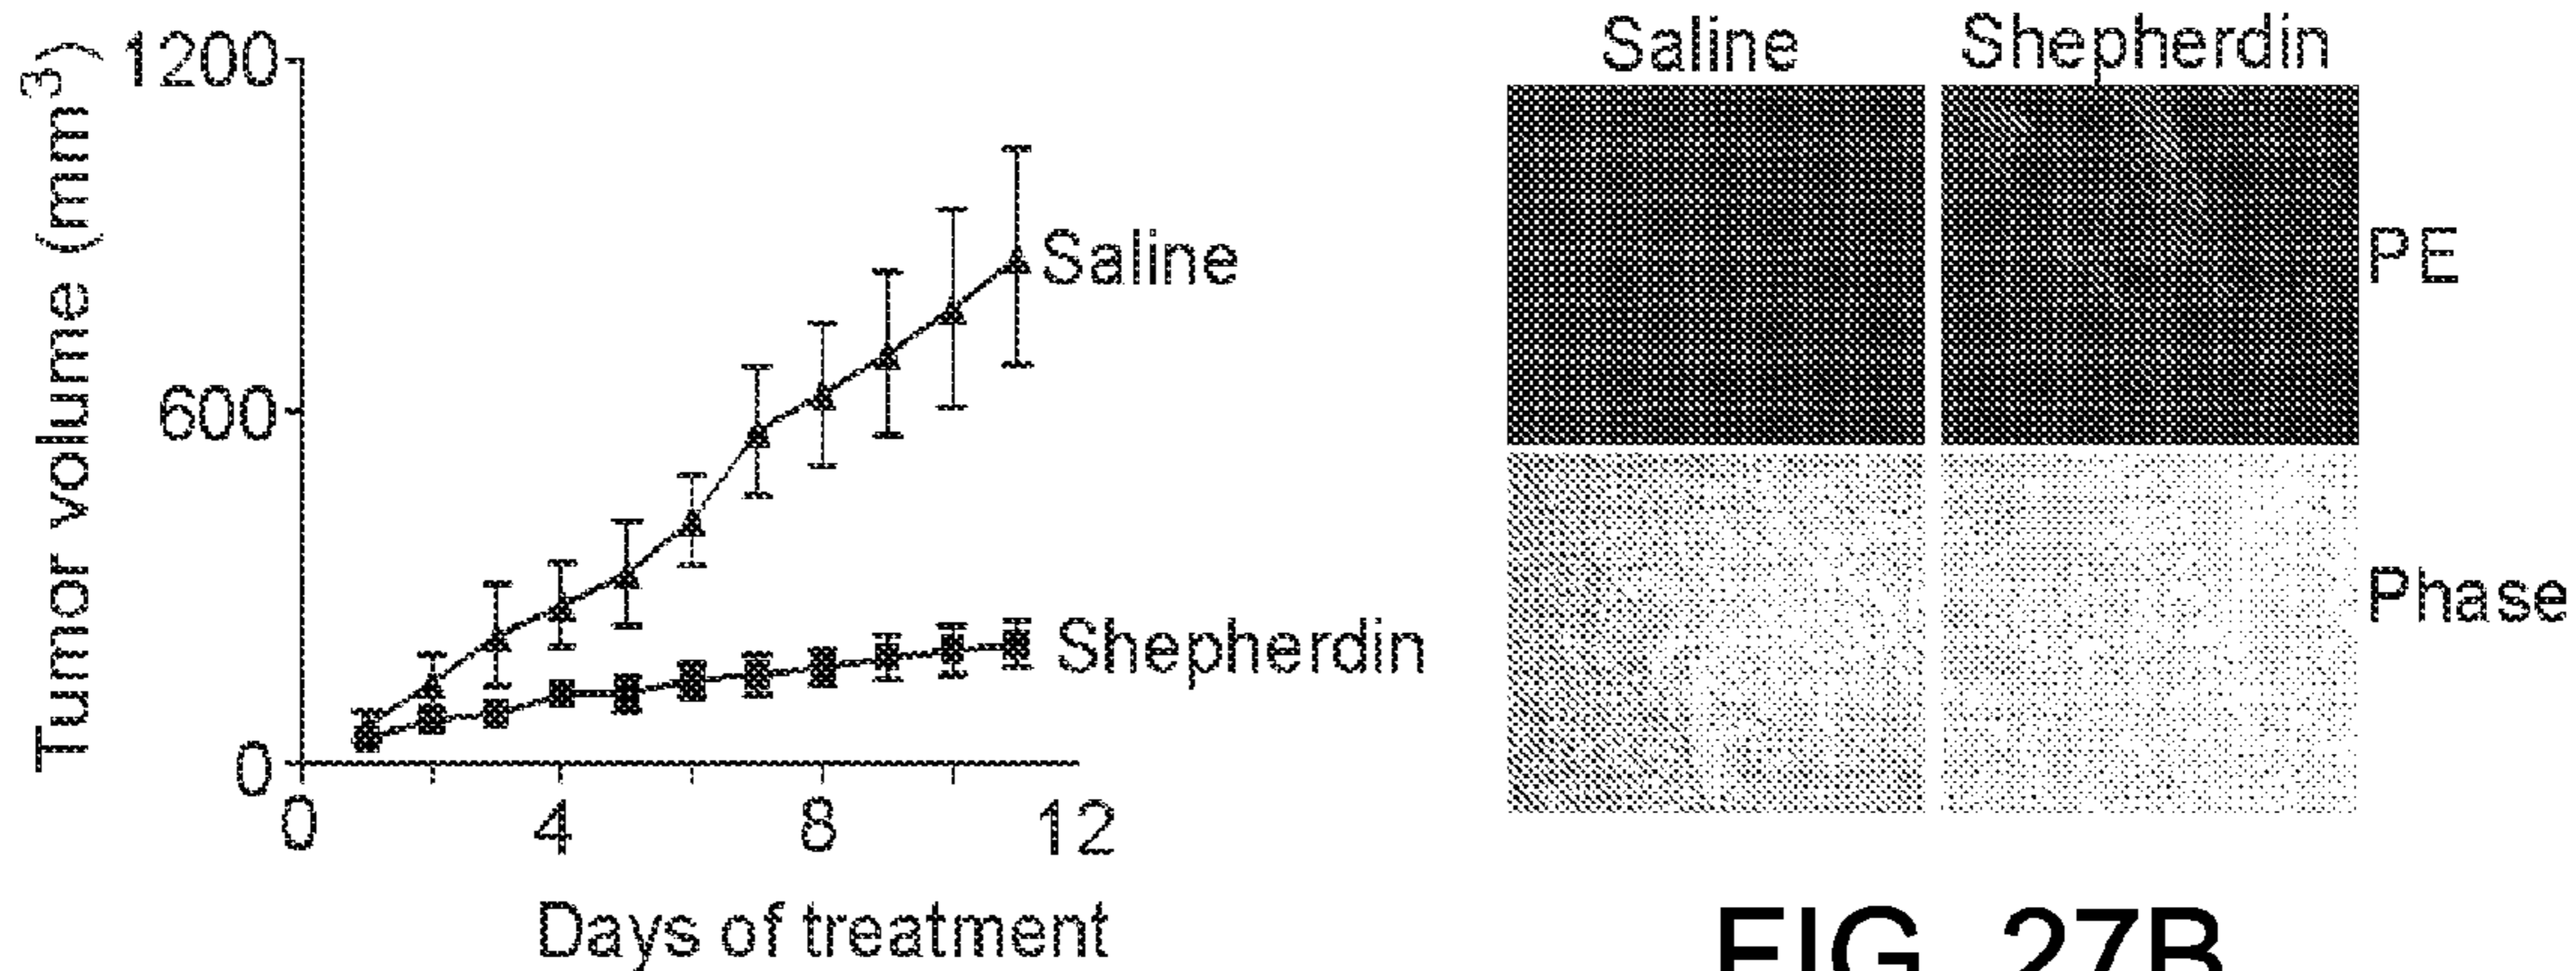 Tumor volume (mm³)
1200
600
0
0 4 8 12
Days of treatment
Saline
Shepherdin
Saline Shepherdin
PE
Phase
FIG. 27B